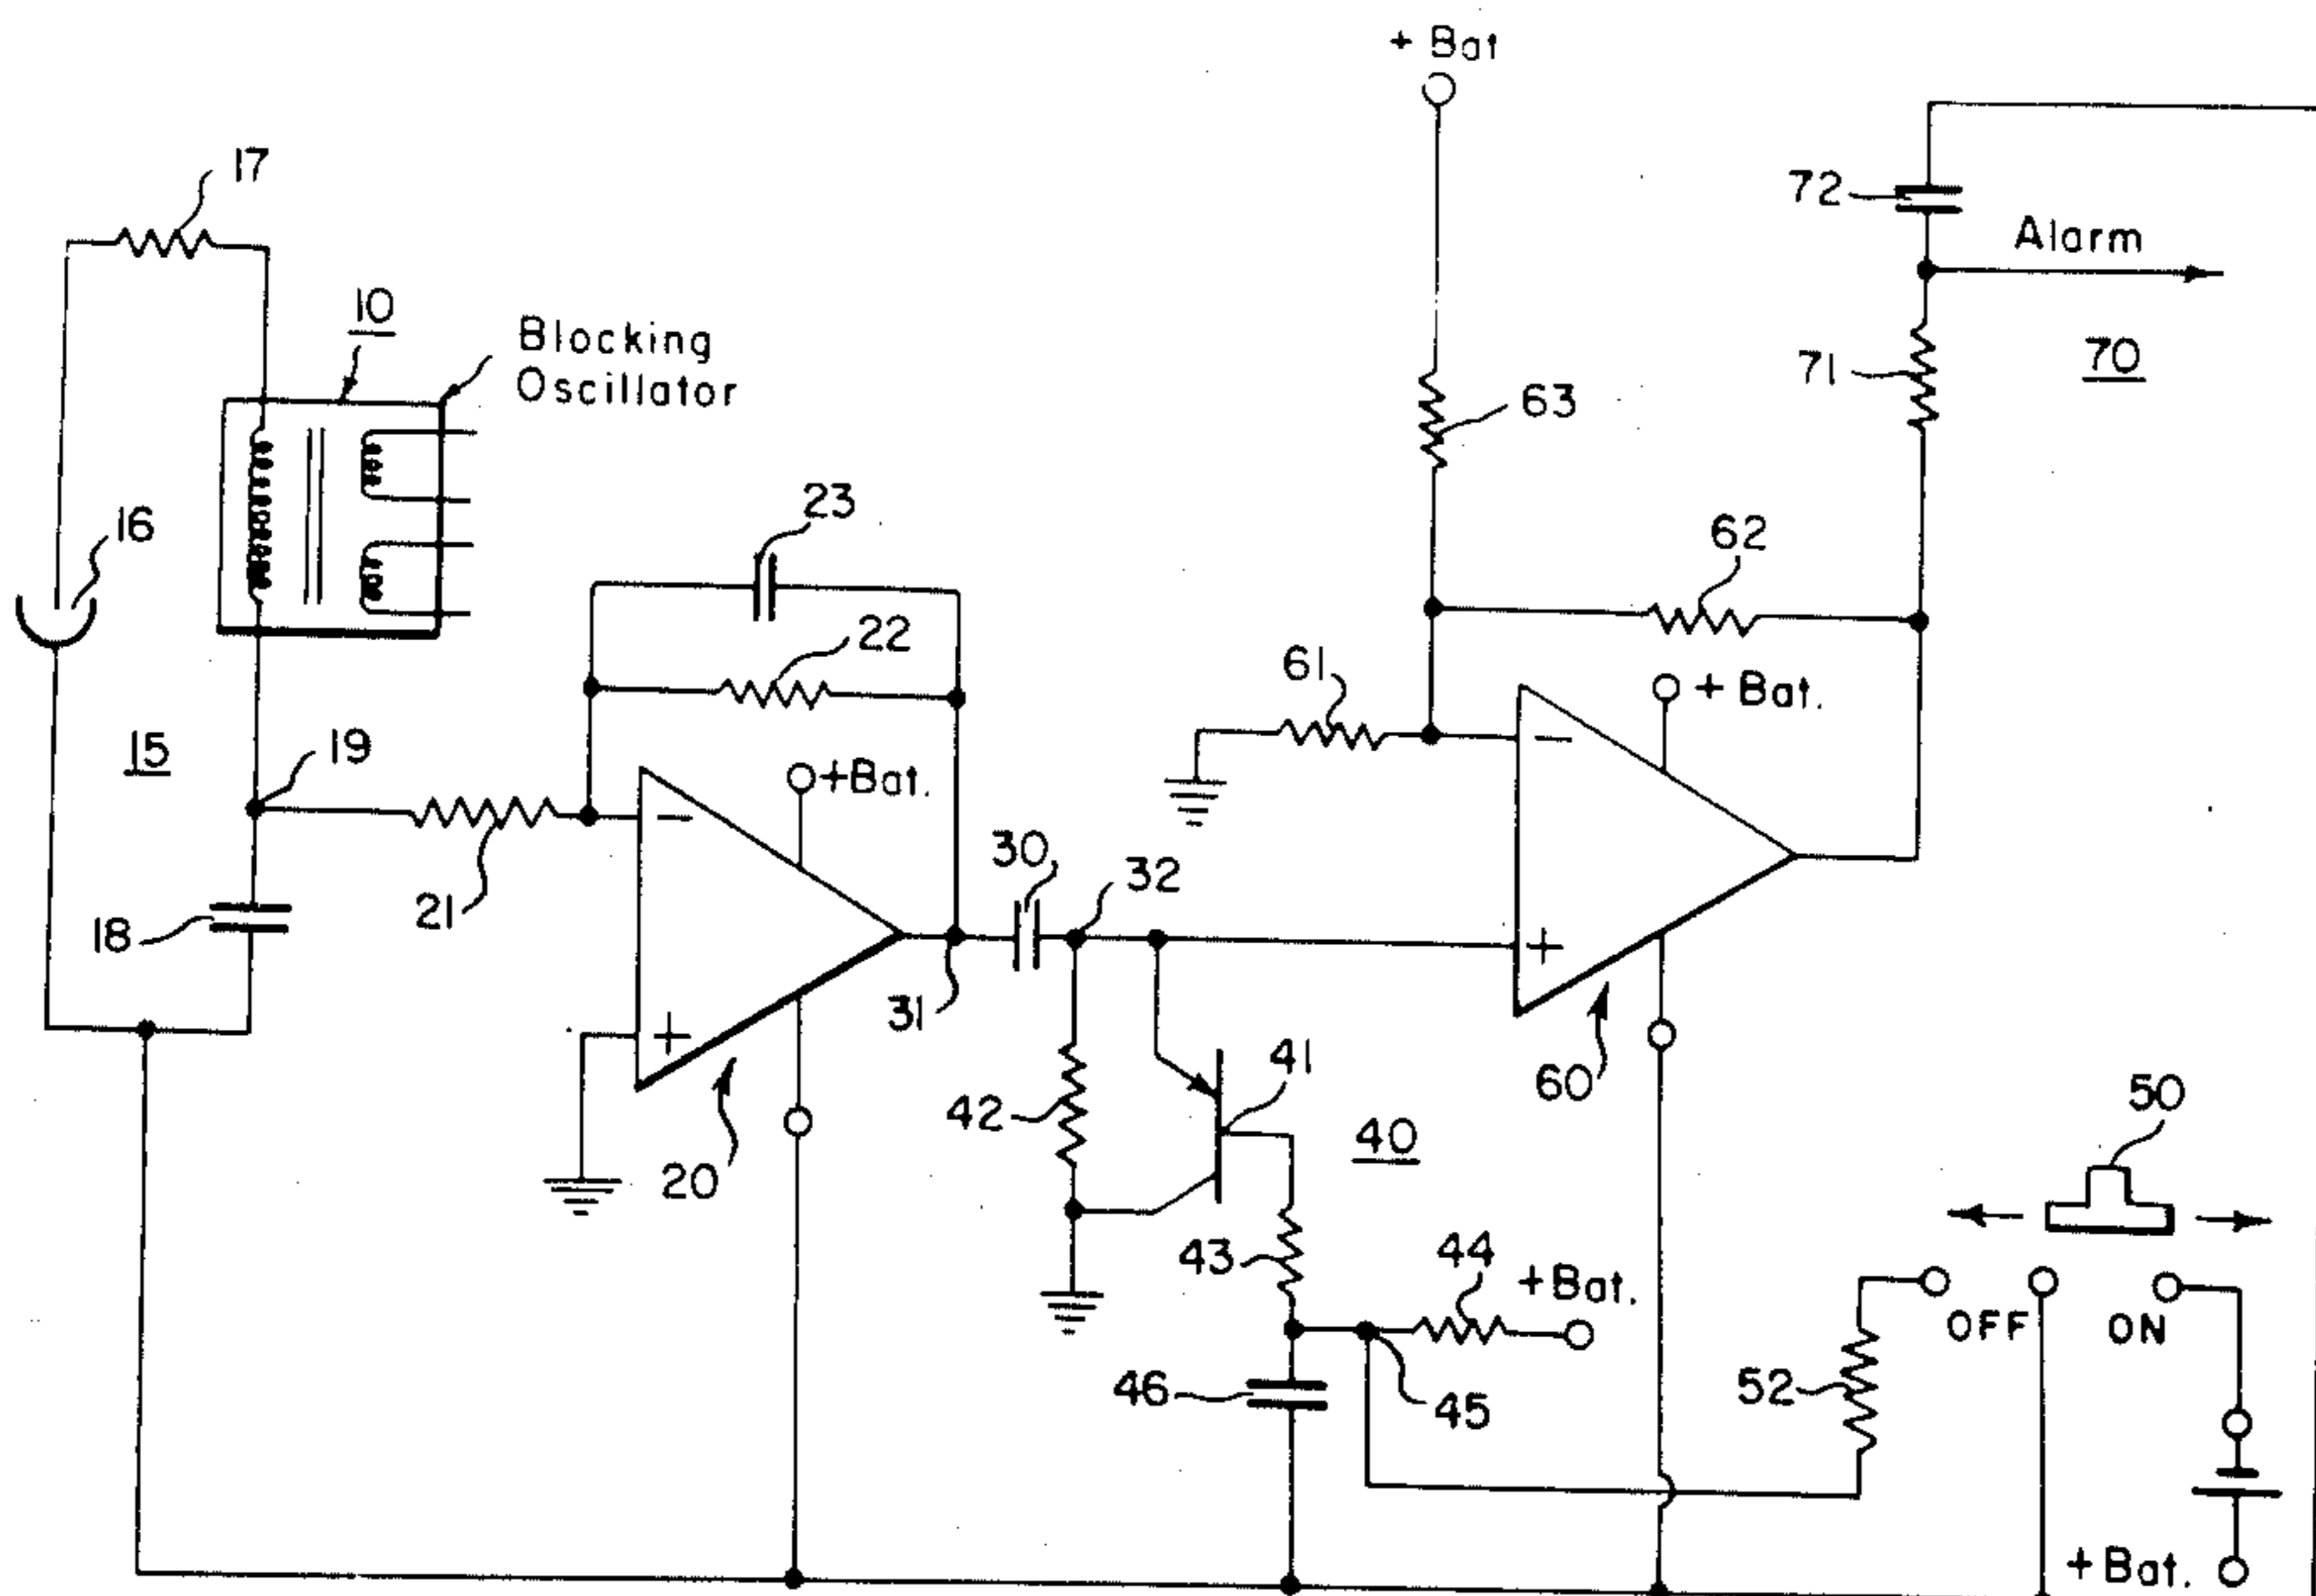 + Bat
17
72
Alarm
10
Blocking
Oscillator
71
70
63
16
23
62
22
61
+ Bat.
15
19
+Bat.
30
32
21
18
31
41
60
50
42
40
20
43
44
+Bat.
OFF
ON
46
45
52
+Bat.